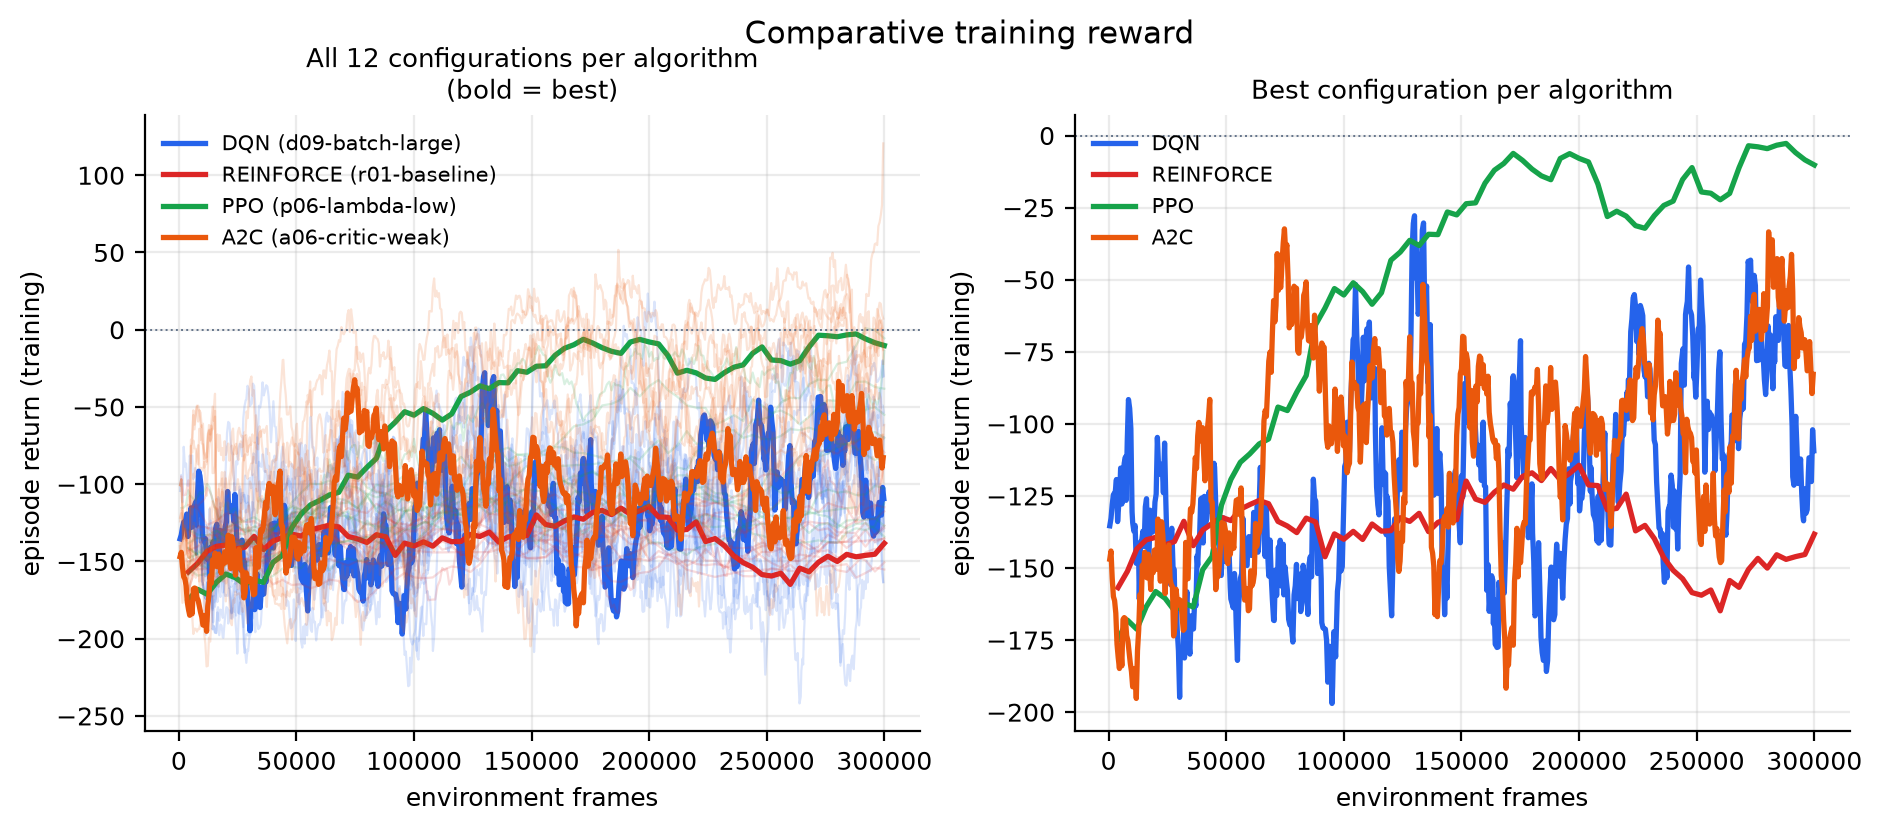 Comparative training reward
All 12 configurations per algorithm
(bold = best)
DQN (d09-batch-large)
REINFORCE (r01-baseline)
PPO (p06-lambda-low)
A2C (a06-critic-weak)
episode return (training)
100
50
0
−50
−100
−150
−200
−250
0 50000 100000 150000 200000 250000 300000
environment frames
Best configuration per algorithm
DQN
REINFORCE
PPO
A2C
episode return (training)
0
−25
−50
−75
−100
−125
−150
−175
−200
0 50000 100000 150000 200000 250000 300000
environment frames